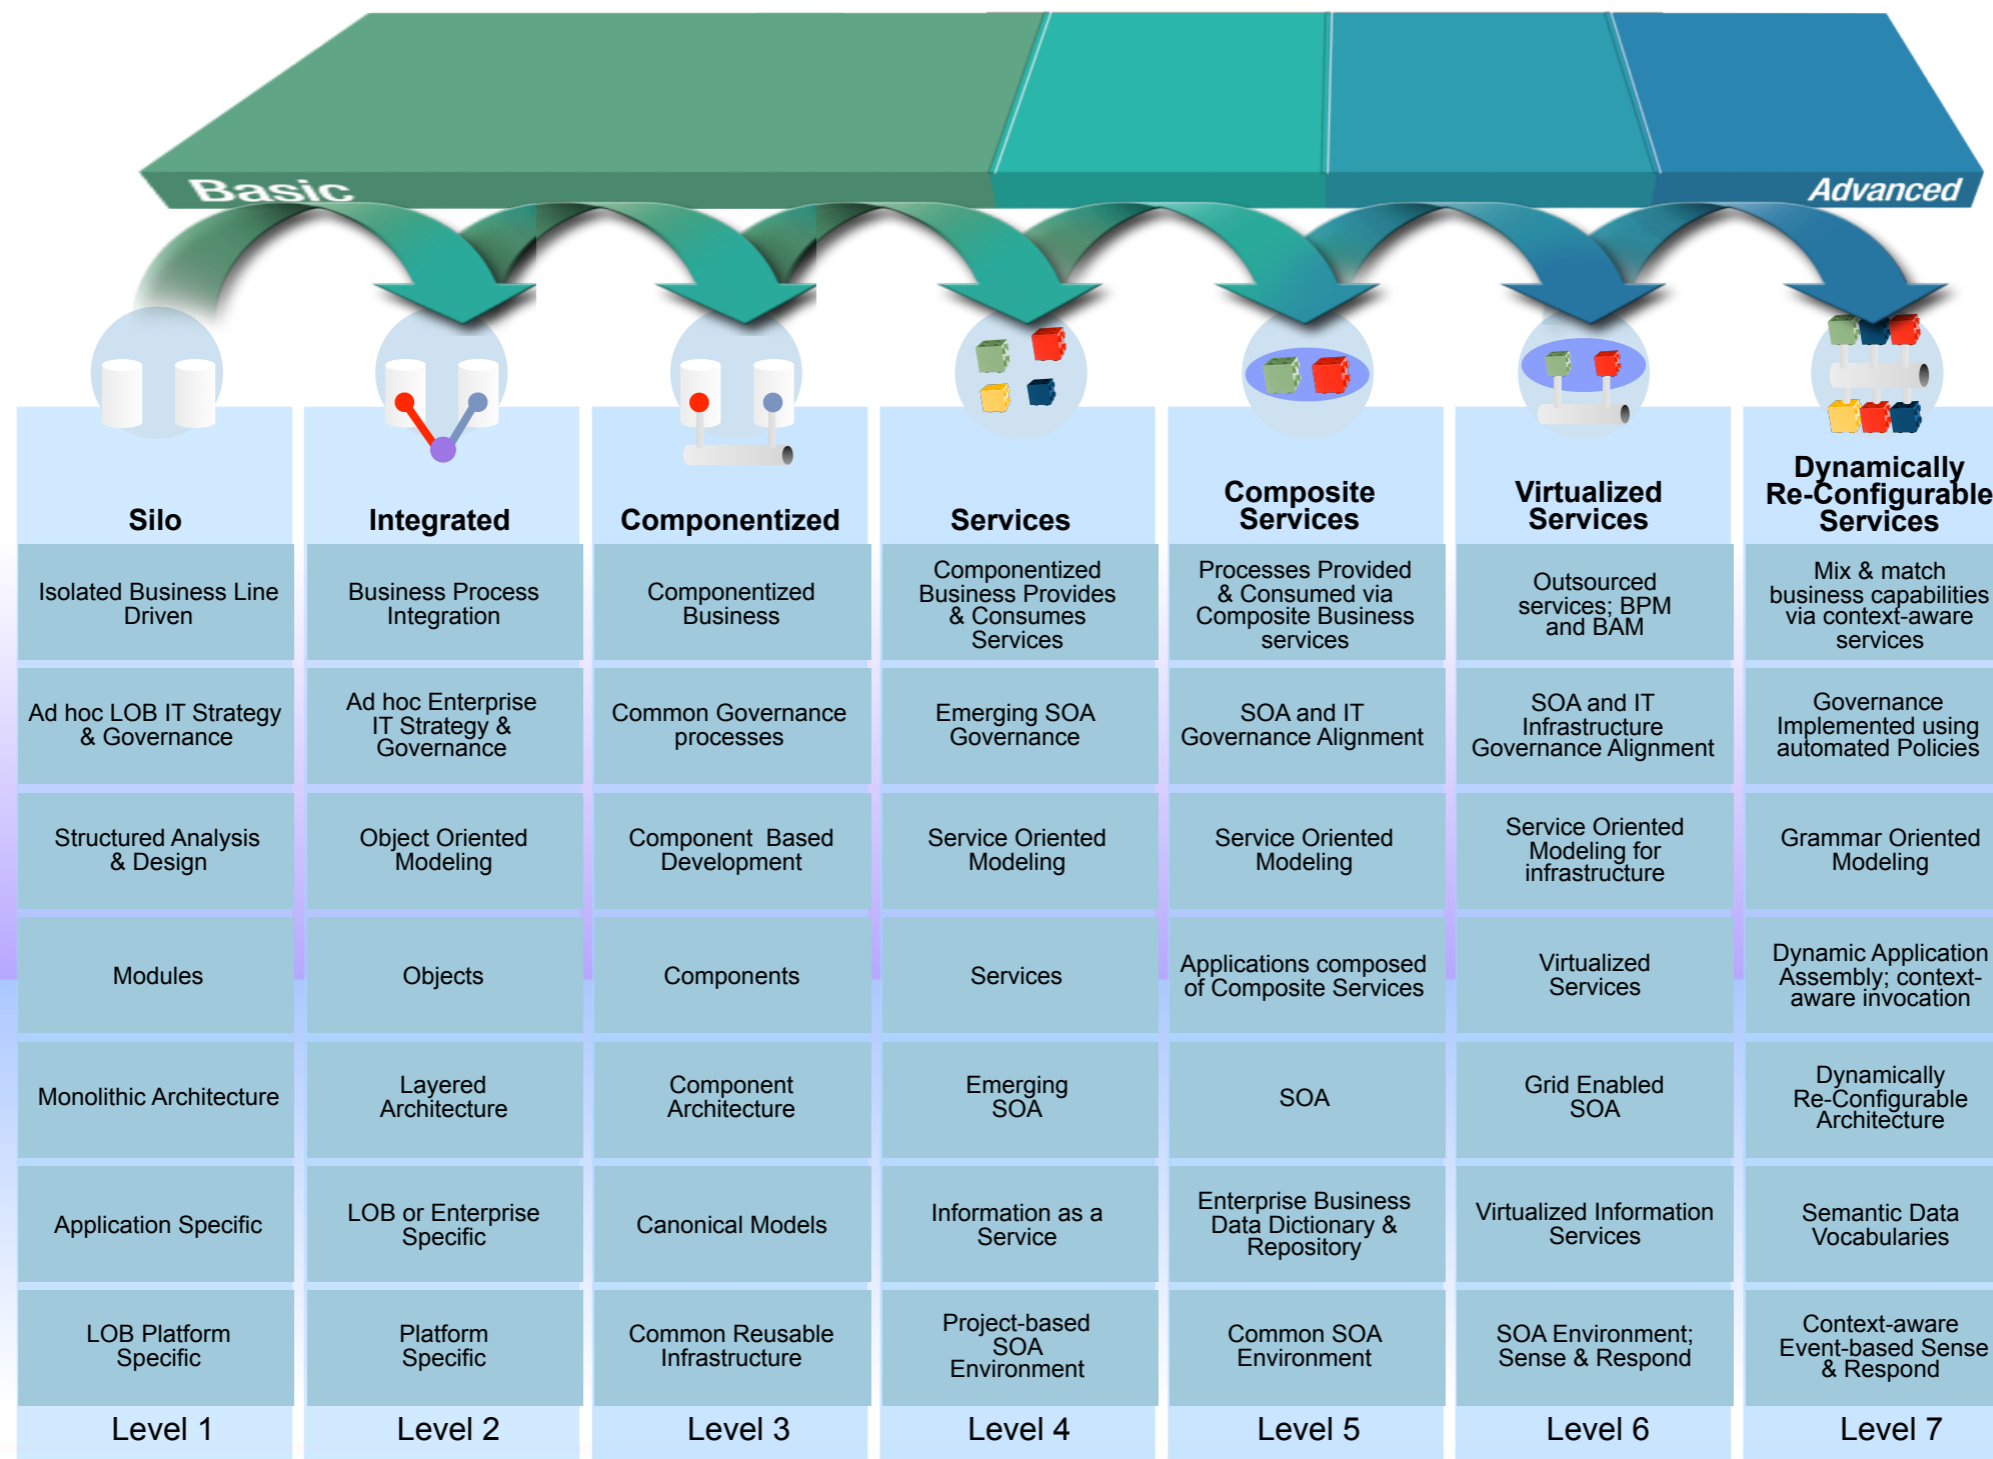 Basic
Advanced
Silo
Integrated
Componentized
Services
Composite
Services
Virtualized
Services
Dynamically
Re-Configurable
Services
Isolated Business Line
Driven
Business Process
Integration
Componentized
Business
Componentized
Business Provides
& Consumes
Services
Processes Provided
& Consumed via
Composite Business
services
Outsourced
services; BPM
and BAM
Mix & match
business capabilities
via context-aware
services
Ad hoc LOB IT Strategy
& Governance
Ad hoc Enterprise
IT Strategy &
Governance
Common Governance
processes
Emerging SOA
Governance
SOA and IT
Governance Alignment
SOA and IT
Infrastructure
Governance Alignment
Governance
Implemented using
automated Policies
Structured Analysis
& Design
Object Oriented
Modeling
Component Based
Development
Service Oriented
Modeling
Service Oriented
Modeling
Service Oriented
Modeling for
infrastructure
Grammar Oriented
Modeling
Modules
Objects
Components
Services
Applications composed
of Composite Services
Virtualized
Services
Dynamic Application
Assembly; context-
aware invocation
Monolithic Architecture
Layered
Architecture
Component
Architecture
Emerging
SOA
SOA
Grid Enabled
SOA
Dynamically
Re-Configurable
Architecture
Application Specific
LOB or Enterprise
Specific
Canonical Models
Information as a
Service
Enterprise Business
Data Dictionary &
Repository
Virtualized Information
Services
Semantic Data
Vocabularies
LOB Platform
Specific
Platform
Specific
Common Reusable
Infrastructure
Project-based
SOA
Environment
Common SOA
Environment
SOA Environment;
Sense & Respond
Context-aware
Event-based Sense
& Respond
Level 1
Level 2
Level 3
Level 4
Level 5
Level 6
Level 7